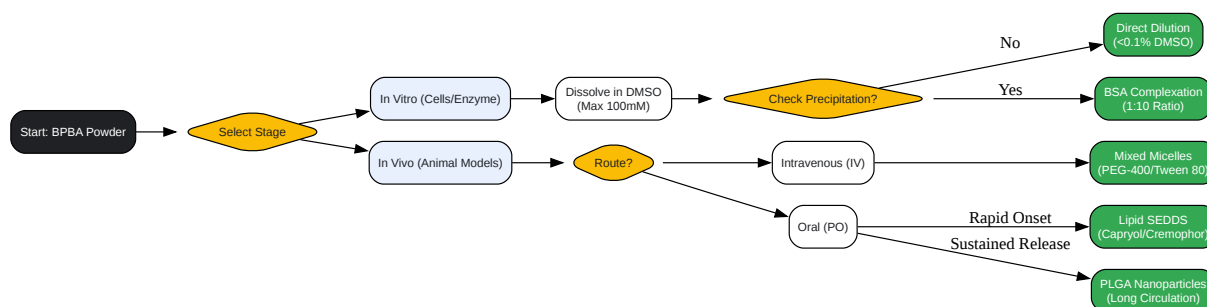 Start: BPBA Powder
Select Stage
In Vitro (Cells/Enzyme)
Dissolve in DMSO
(Max 100mM)
Check Precipitation?
No
Direct Dilution
(<0.1% DMSO)
Yes
BSA Complexation
(1:10 Ratio)
In Vivo (Animal Models)
Route?
Intravenous (IV)
Mixed Micelles
(PEG-400/Tween 80)
Oral (PO)
Rapid Onset
Lipid SEDDS
(Capryol/Cremophor)
Sustained Release
PLGA Nanoparticles
(Long Circulation)